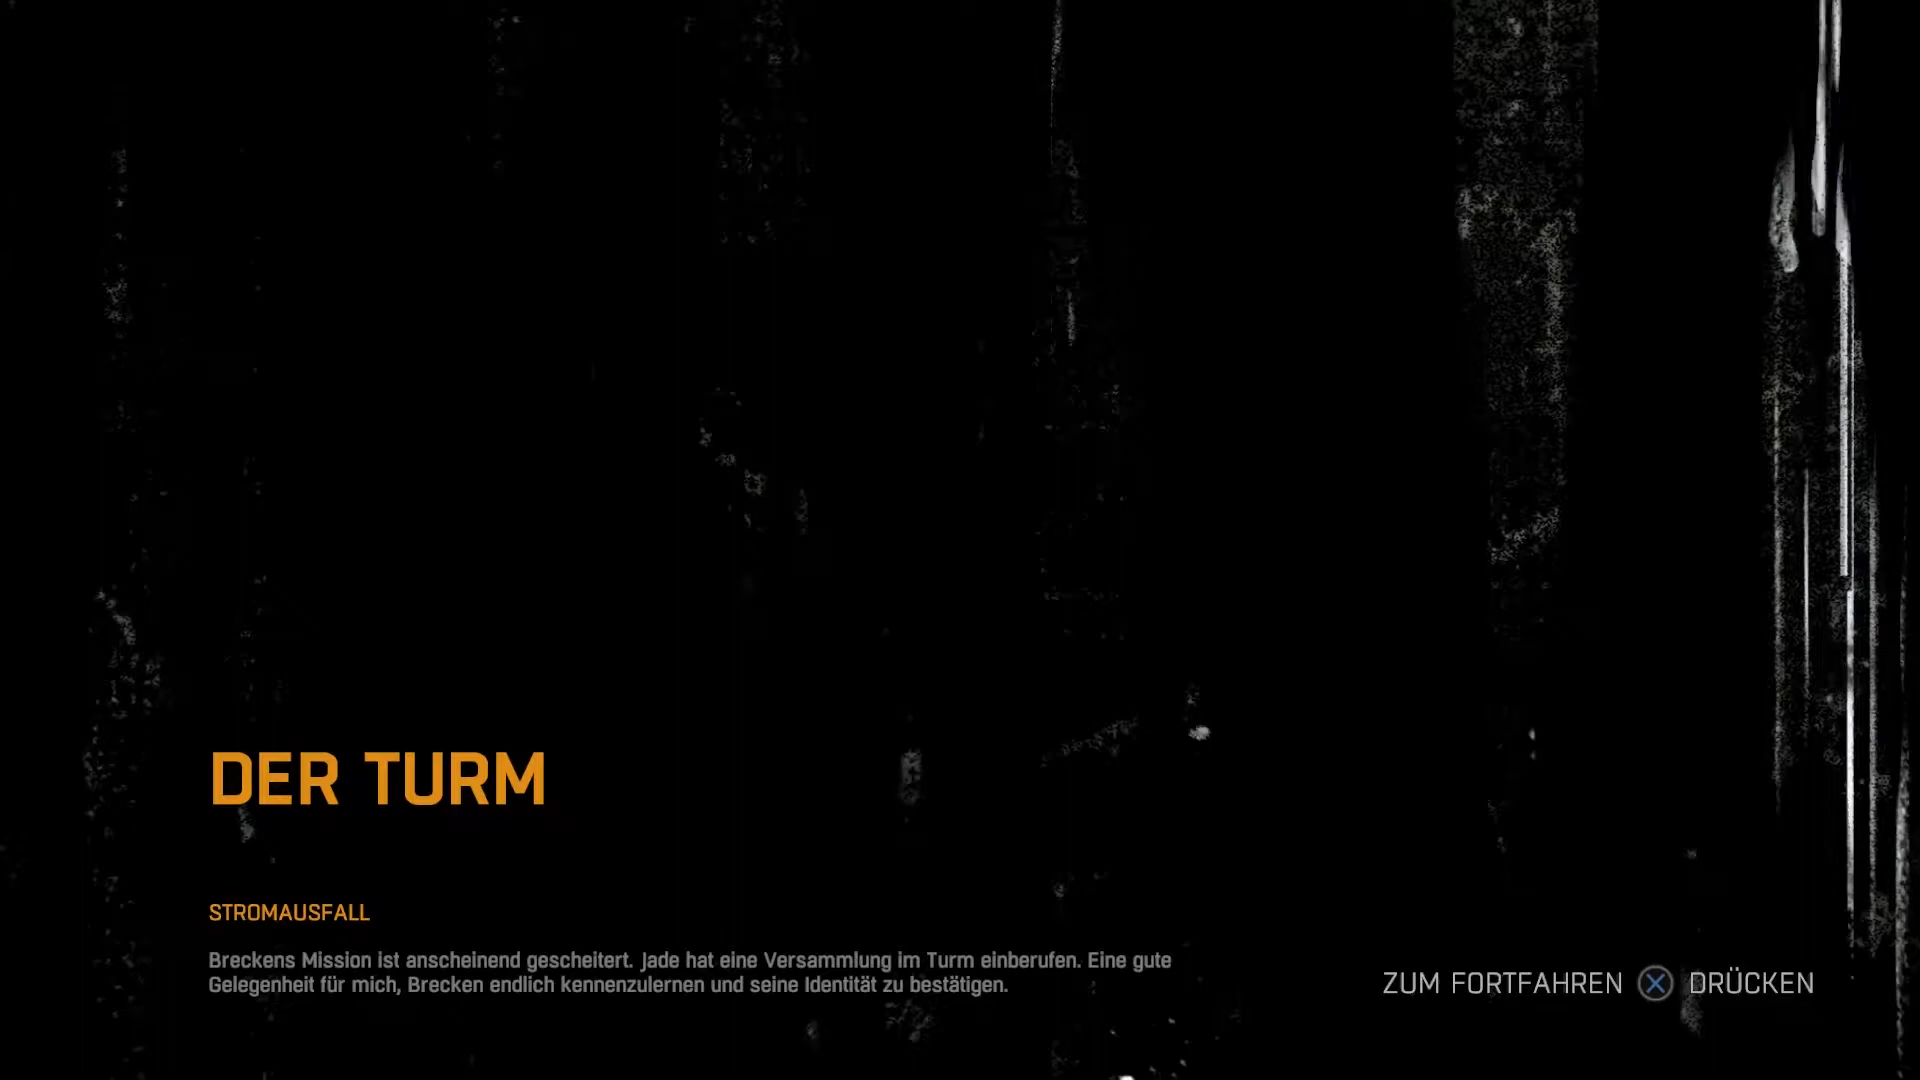 DER TURM
STROMAUSFALL
Breckens Mission ist anscheinend gescheitert. Jade hat eine Versammlung im Turm einberufen. Eine gute
Gelegenheit für mich, Brecken endlich kennenzulernen und seine Identität zu bestätigen.
ZUM FORTFAHREN DRÜCKEN